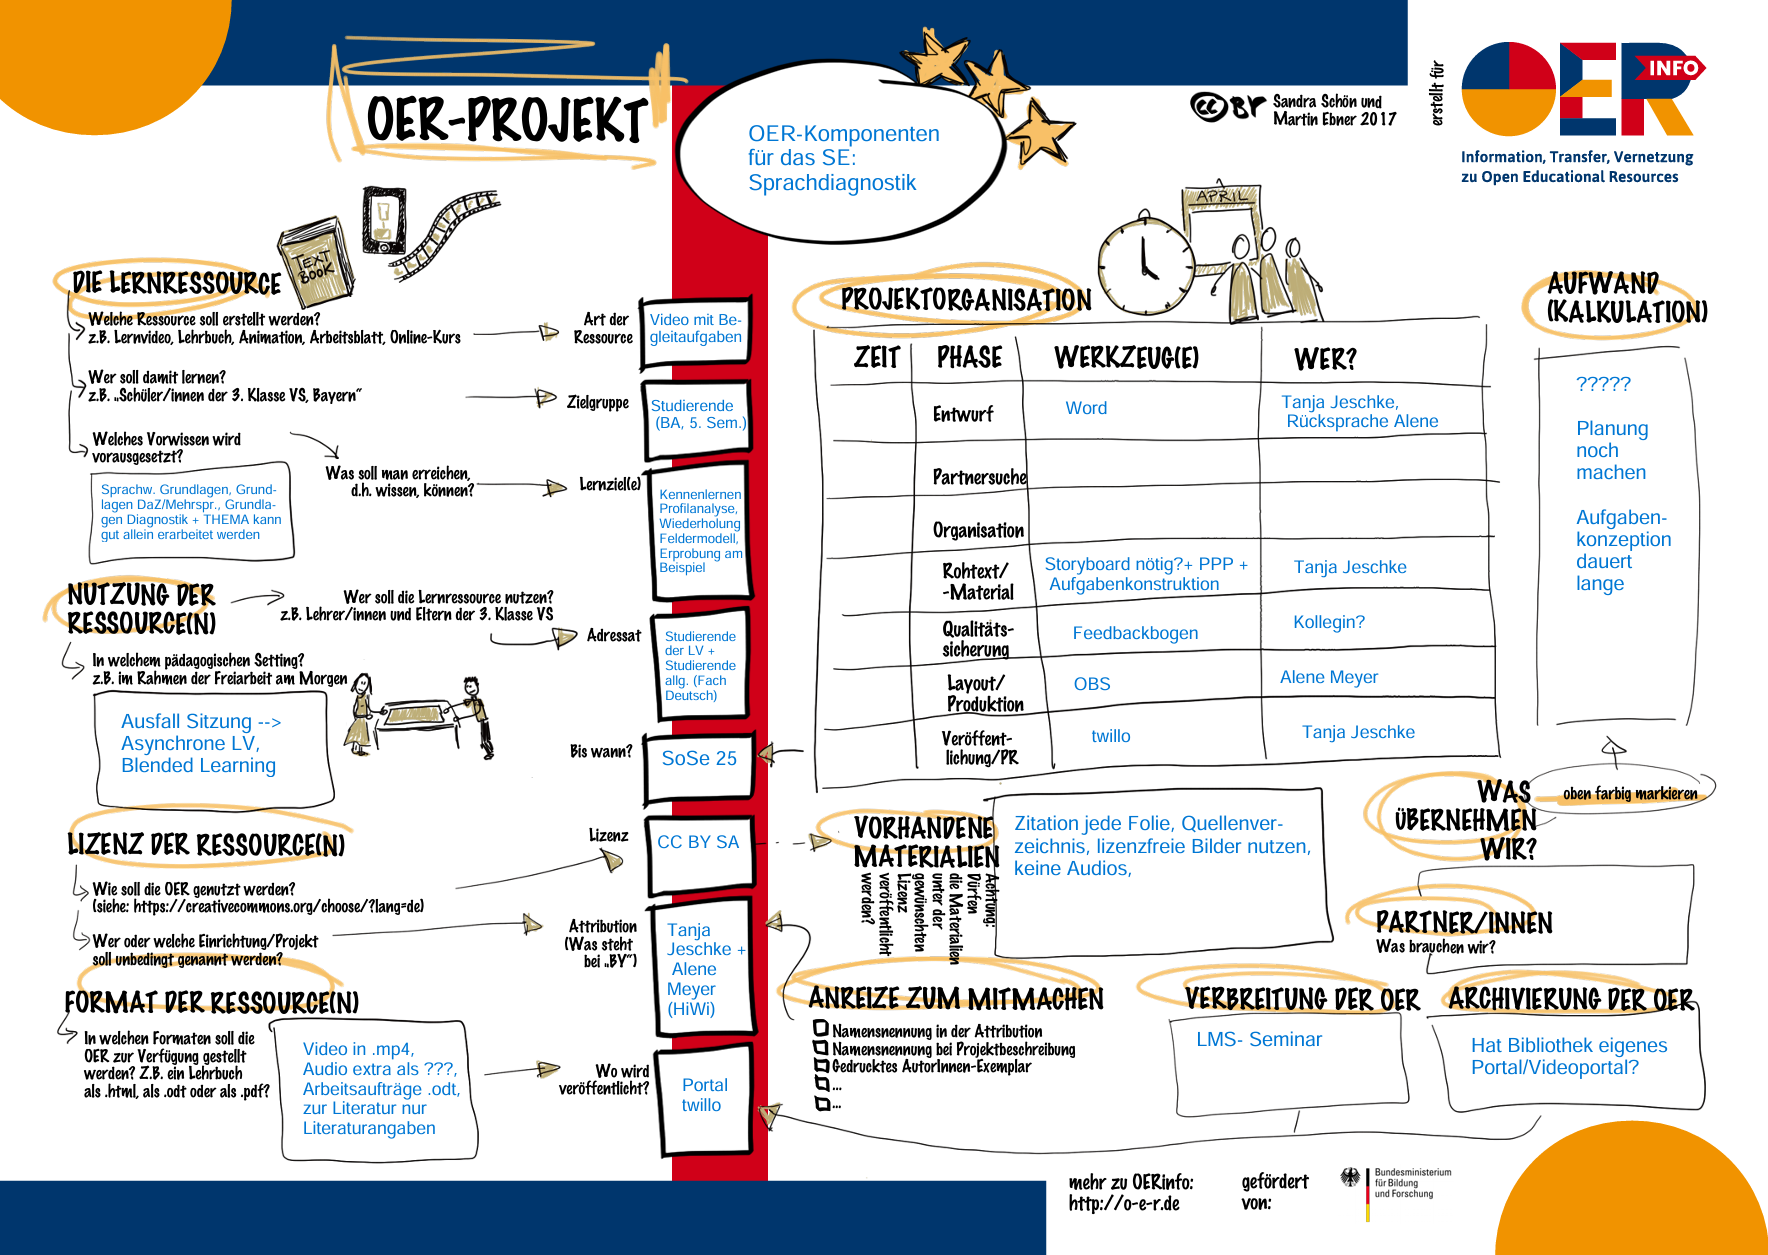 OER-PROJEKT
OER-Komponenten
für das SE:
Sprachdiagnostik
cc BY
Sandra Schön und
Martin Ebner 2017
erstellt für
OER
INFO
Information, Transfer, Vernetzung
zu Open Educational Resources
TEXT
BOOK
APRIL
DIE LERNRESSOURCE
Welche Ressource soll erstellt werden?
z.B. Lernvideo, Lehrbuch, Animation, Arbeitsblatt, Online-Kurs
Art der
Ressource
Video mit Be-
gleitaufgaben
Wer soll damit lernen?
z.B. „Schüler/innen der 3. Klasse VS, Bayern“
Zielgruppe
Studierende
(BA, 5. Sem.)
Welches Vorwissen wird
vorausgesetzt?
Sprachw. Grundlagen, Grund-
lagen DaZ/Mehrspr., Grundla-
gen Diagnostik + THEMA kann
gut allein erarbeitet werden
Was soll man erreichen,
d.h. wissen, können?
Lernziel(e)
Kennenlernen
Profilanalyse,
Wiederholung
Feldermodell,
Erprobung am
Beispiel
NUTZUNG DER
RESSOURCE(N)
Wer soll die Lernressource nutzen?
z.B. Lehrer/innen und Eltern der 3. Klasse VS
Adressat
Studierende
der LV +
Studierende
allg. (Fach
Deutsch)
In welchem pädagogischen Setting?
z.B. im Rahmen der Freiarbeit am Morgen
Ausfall Sitzung -->
Asynchrone LV,
Blended Learning
Bis wann?
SoSe 25
LIZENZ DER RESSOURCE(N)
Lizenz
CC BY SA
Wie soll die OER genutzt werden?
(siehe: https://creativecommons.org/choose/?lang=de)
Wer oder welche Einrichtung/Projekt
soll unbedingt genannt werden?
Attribution
(Was steht
bei „BY“)
Tanja
Jeschke +
Alene
Meyer
(HiWi)
FORMAT DER RESSOURCE(N)
In welchen Formaten soll die
OER zur Verfügung gestellt
werden? Z.B. ein Lehrbuch
als .html, als .odt oder als .pdf?
Video in .mp4,
Audio extra als ???,
Arbeitsaufträge .odt,
zur Literatur nur
Literaturangaben
Wo wird
veröffentlicht?
Portal
twillo
PROJEKTORGANISATION
ZEIT PHASE WERKZEUG(E) WER?
Entwurf
Word
Tanja Jeschke,
Rücksprache Alene
Partnersuche
Organisation
Rohtext/
-Material
Storyboard nötig?+ PPP +
Aufgabenkonstruktion
Tanja Jeschke
Qualitäts-
sicherung
Feedbackbogen
Kollegin?
Layout/
Produktion
OBS
Alene Meyer
Veröffent-
lichung/PR
twillo
Tanja Jeschke
AUFWAND
(KALKULATION)
?????
Planung
noch
machen
Aufgaben-
konzeption
dauert
lange
VORHANDENE
MATERIALIEN
Achtung:
Dürfen
die Materialien
unter der
gewünschten
Lizenz
veröffentlicht
werden?
Zitation jede Folie, Quellenver-
zeichnis, lizenzfreie Bilder nutzen,
keine Audios,
WAS
ÜBERNEHMEN
WIR?
oben farbig markieren
PARTNER/INNEN
Was brauchen wir?
ANREIZE ZUM MITMACHEN
Namensnennung in der Attribution
Namensnennung bei Projektbeschreibung
Gedrucktes AutorInnen-Exemplar
...
...
VERBREITUNG DER OER
LMS- Seminar
ARCHIVIERUNG DER OER
Hat Bibliothek eigenes
Portal/Videoportal?
mehr zu OERinfo:
http://o-e-r.de
gefördert
von:
Bundesministerium
für Bildung
und Forschung